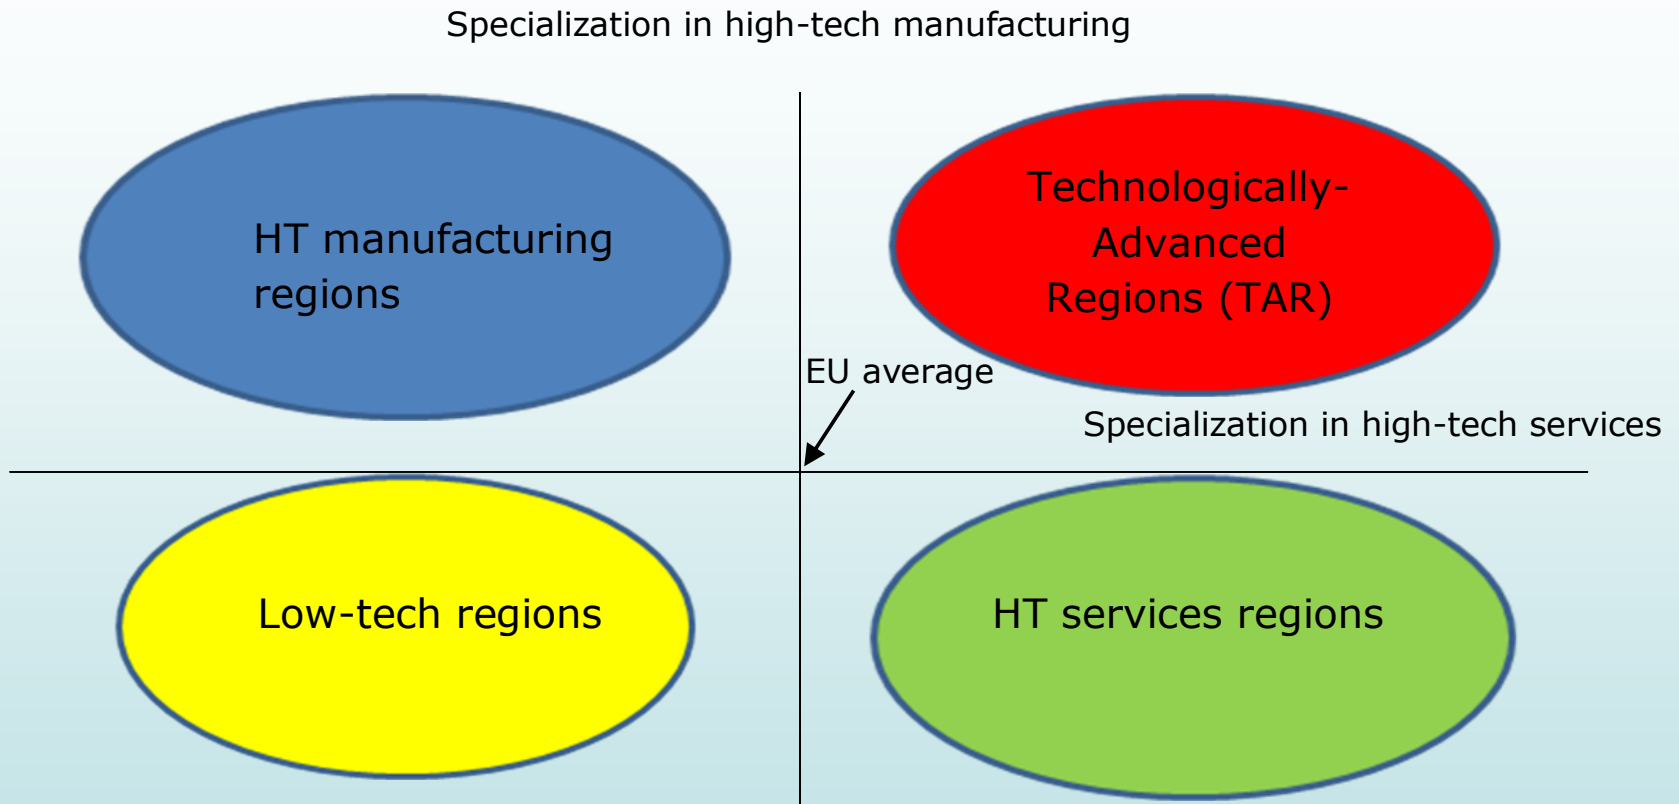 Specialization in high-tech manufacturing
HT manufacturing
regions
Technologically-
Advanced
Regions (TAR)
EU average
Specialization in high-tech services
Low-tech regions
HT services regions